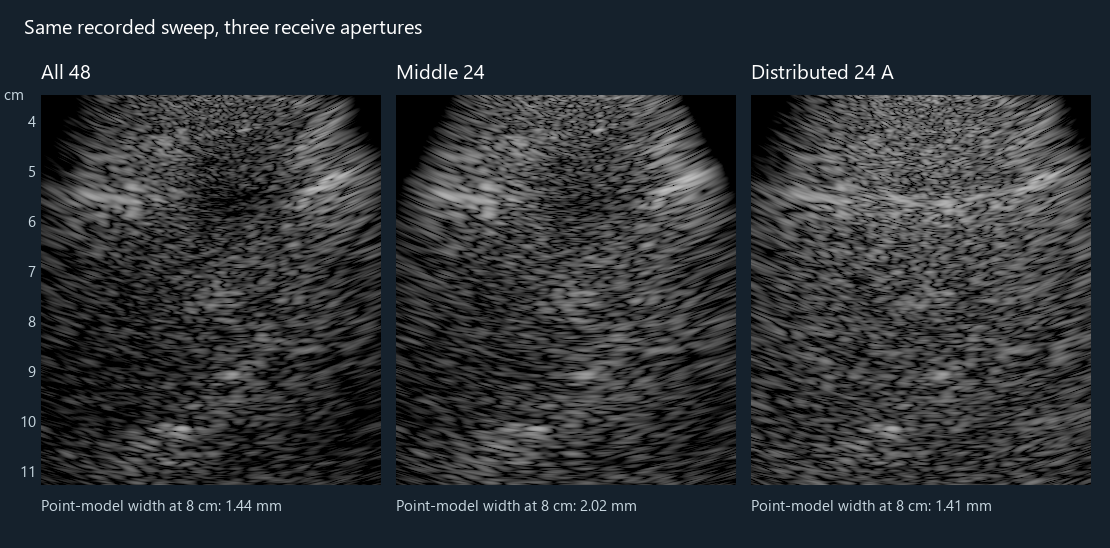 Same recorded sweep, three receive apertures
All 48
Middle 24
Distributed 24 A
cm
4
5
6
7
8
9
10
11
Point-model width at 8 cm: 1.44 mm
Point-model width at 8 cm: 2.02 mm
Point-model width at 8 cm: 1.41 mm